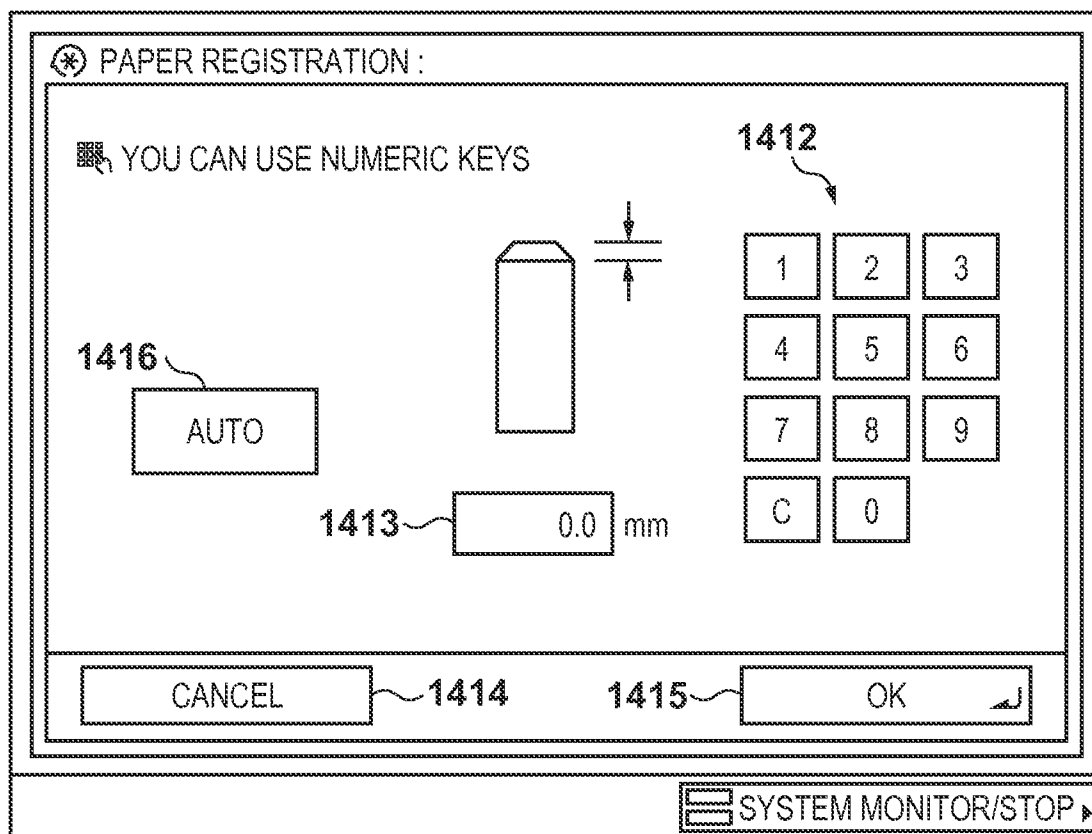 PAPER REGISTRATION :
YOU CAN USE NUMERIC KEYS
1412
1 2 3
4 5 6
7 8 9
C 0
1416
AUTO
1413 0.0 mm
CANCEL 1414 1415 OK
SYSTEM MONITOR/STOP